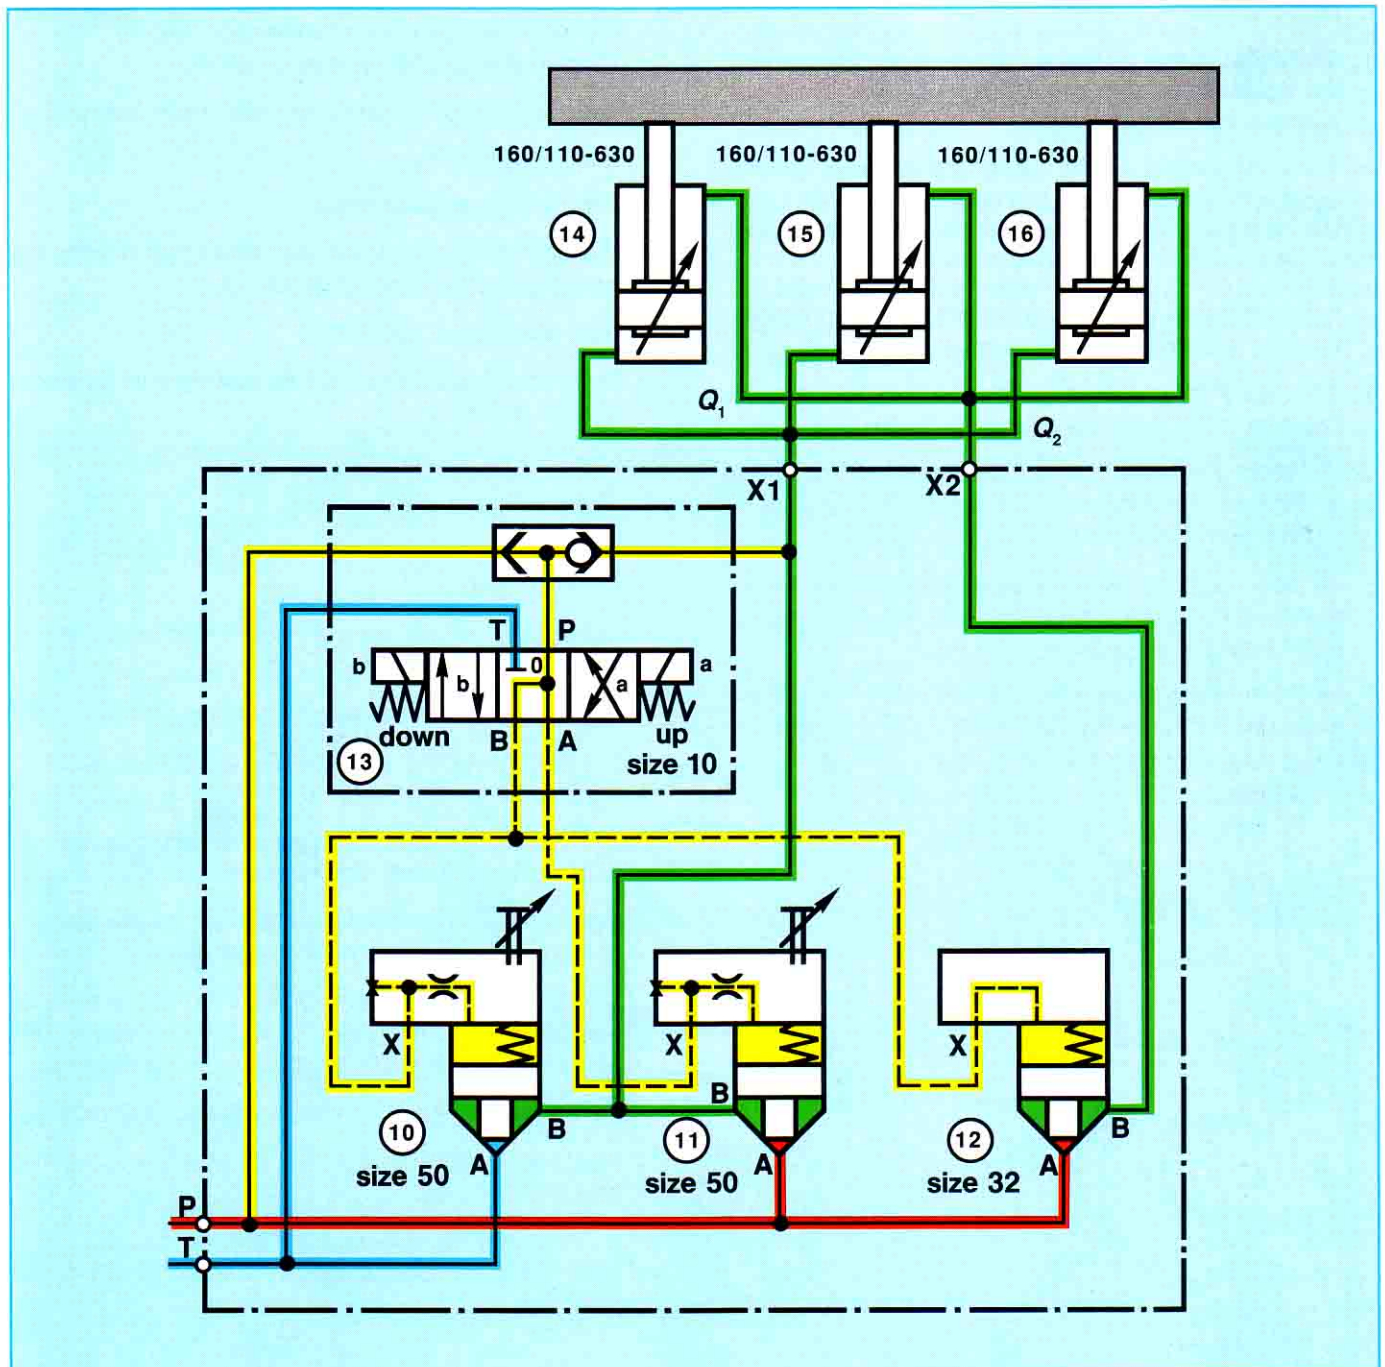 160/110-630 160/110-630 160/110-630
14 15 16
Q1
Q2
X1 X2
T P
b b 0 a a
down B A up
13 size 10
X X X
B
10 B 11 12 B
A A A
size 50 size 50 size 32
P
T